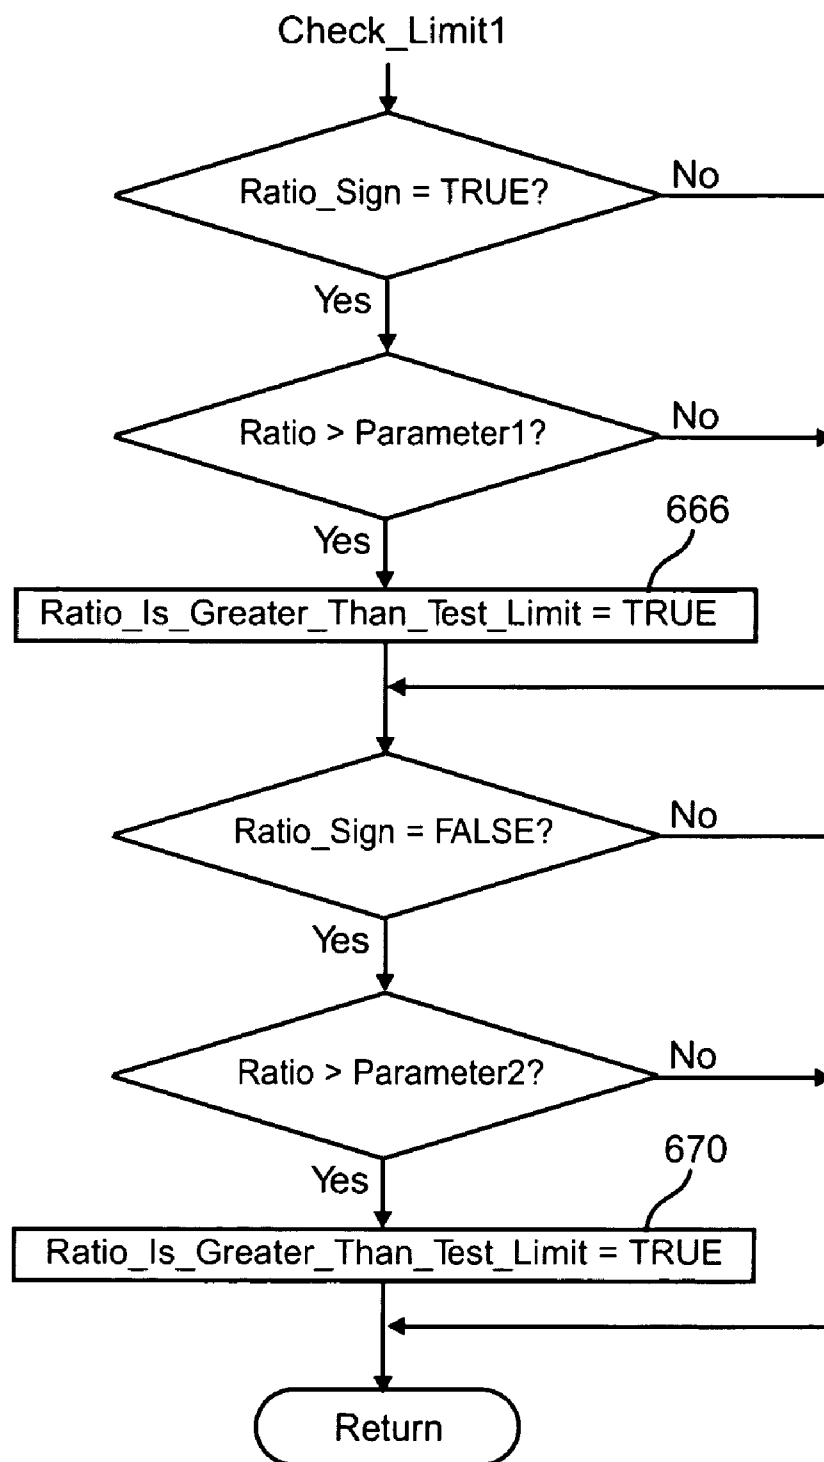 Check_Limit1
Ratio_Sign = TRUE?
No
Yes
Ratio > Parameter1?
No
Yes
666
Ratio_Is_Greater_Than_Test_Limit = TRUE
Ratio_Sign = FALSE?
No
Yes
Ratio > Parameter2?
No
Yes
670
Ratio_Is_Greater_Than_Test_Limit = TRUE
Return